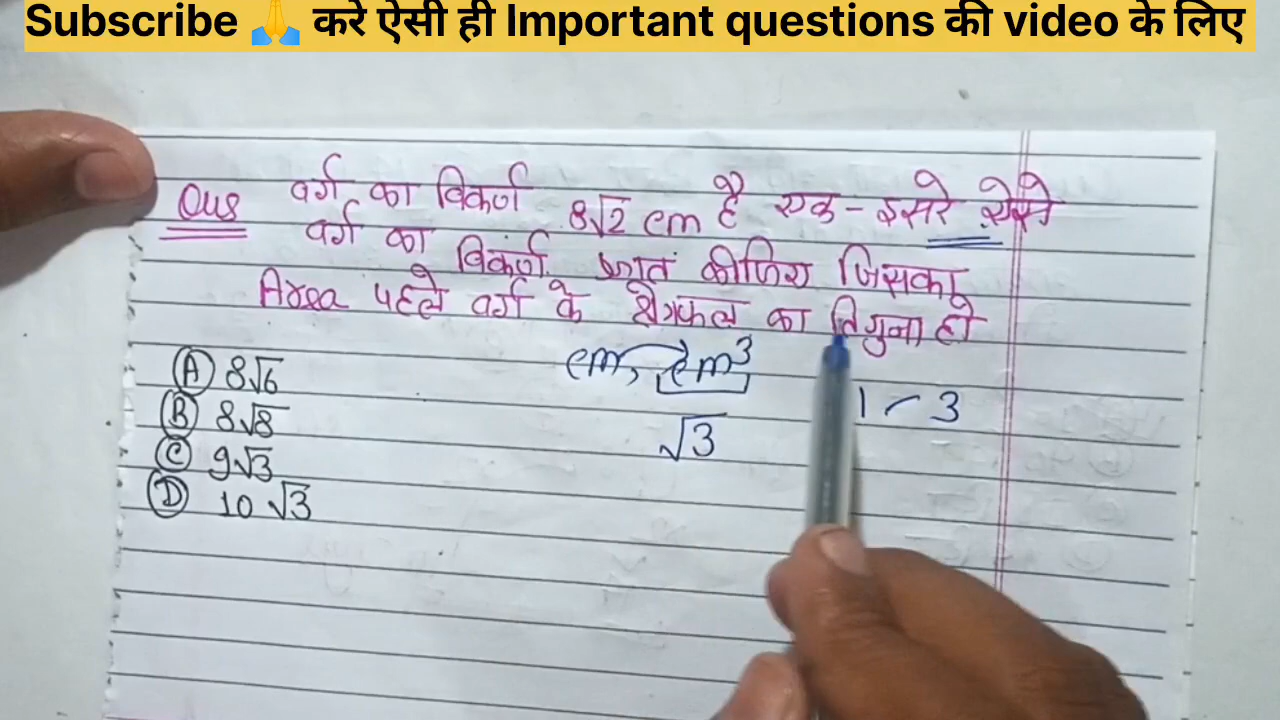 Subscribe 🙏 करे ऐसी ही Important questions की video के लिए
Ques वर्ग का विकर्ण 8√2 cm है एक-दूसरे ऐसे
वर्ग का विकर्ण ज्ञात कीजिए जिसका
Area पहले वर्ग के क्षेत्रफल का तिगुना हो
(A) 8√6
(B) 8√8
(C) 9√3
(D) 10√3
cm, cm³
√3
1 - 3